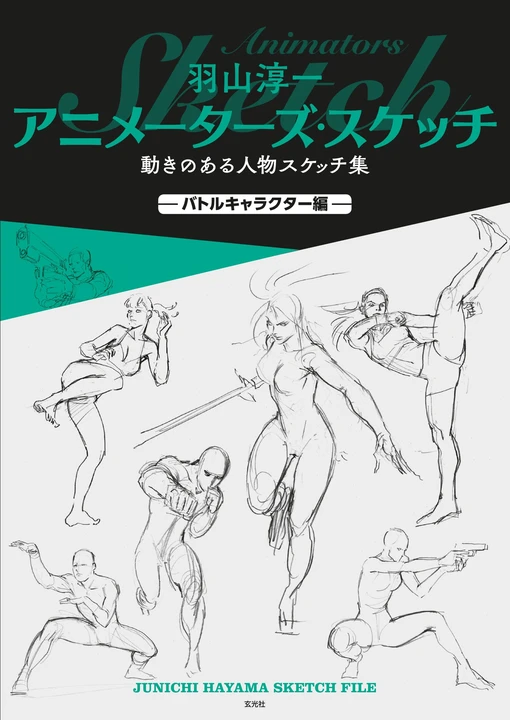 Animators
Sketch
羽山淳一
アニメーターズ・スケッチ
動きのある人物スケッチ集
バトルキャラクター編
JUNICHI HAYAMA SKETCH FILE
玄光社